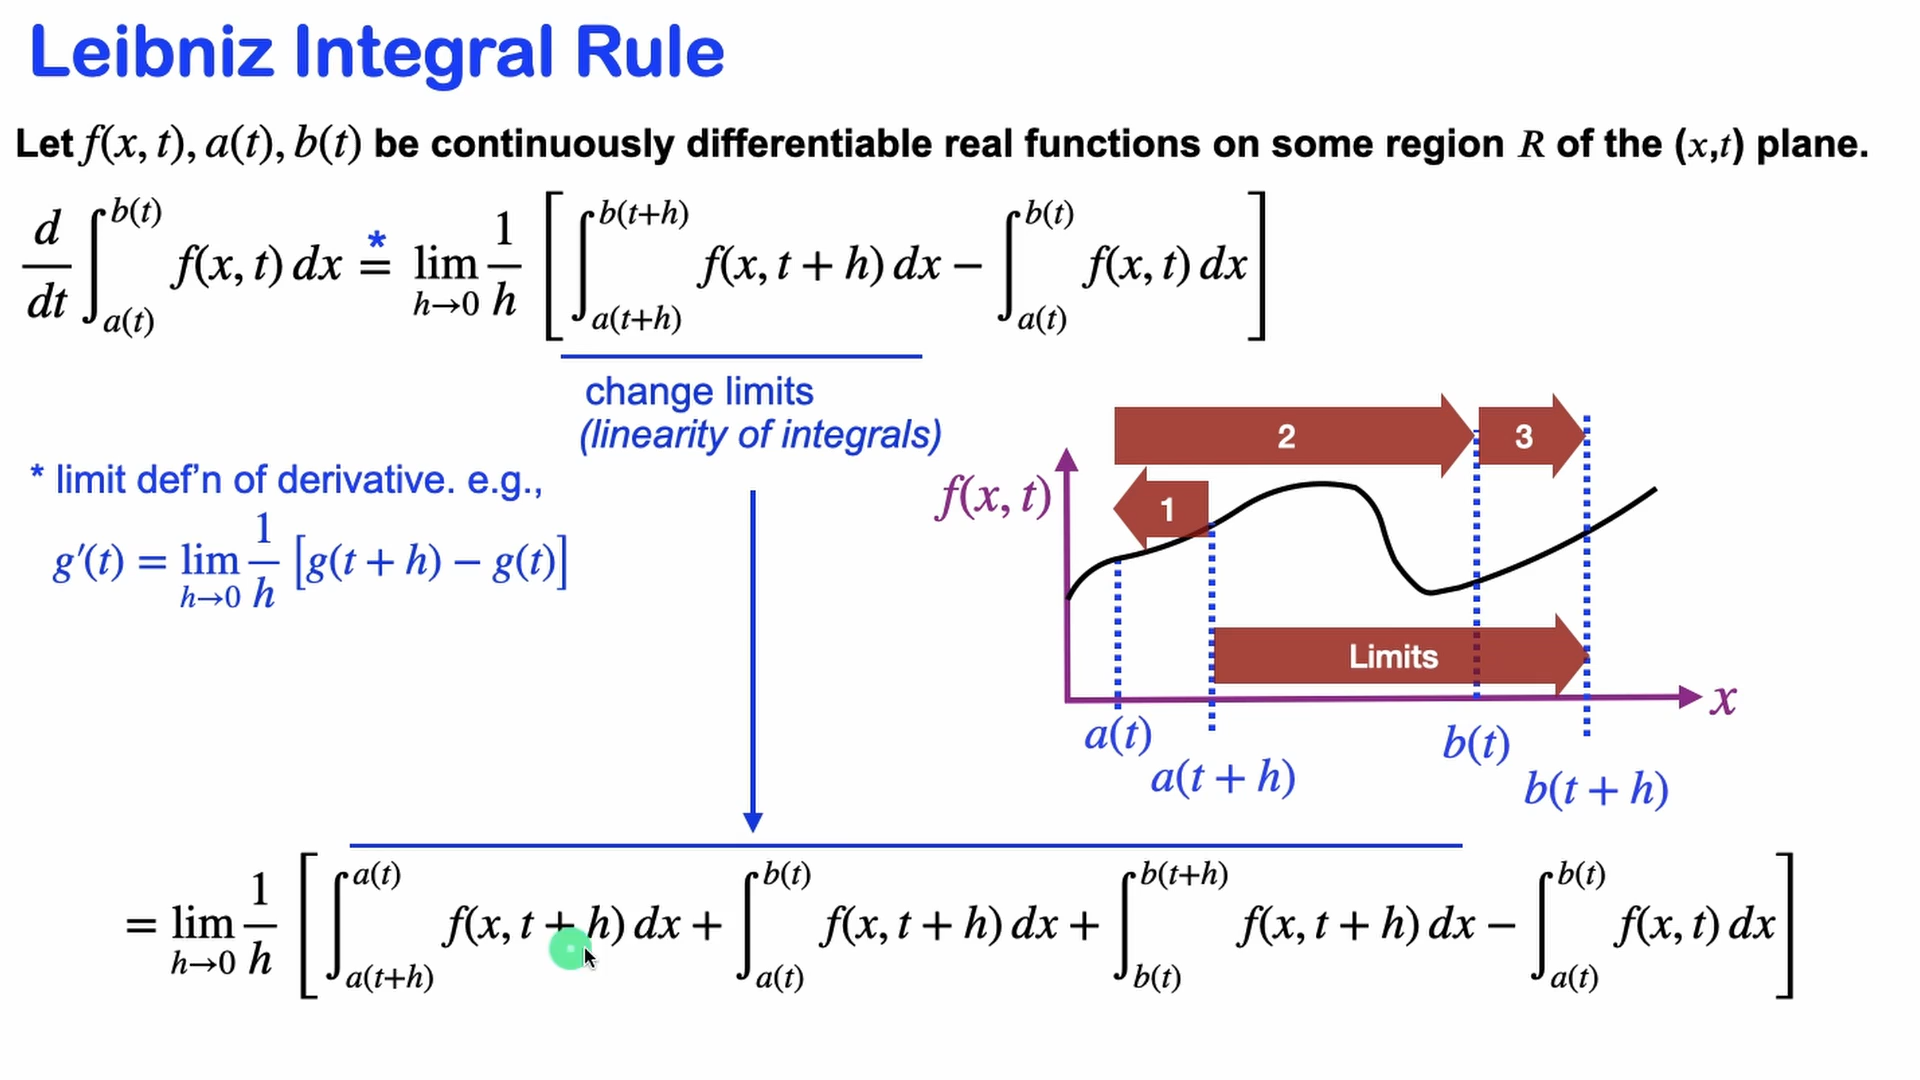 Leibniz Integral Rule
Let f(x, t), a(t), b(t) be continuously differentiable real functions on some region R of the (x,t) plane.
d/dt ∫_{a(t)}^{b(t)} f(x, t) dx =* lim_{h→0} 1/h [ ∫_{a(t+h)}^{b(t+h)} f(x, t + h) dx − ∫_{a(t)}^{b(t)} f(x, t) dx ]
change limits
(linearity of integrals)
* limit def’n of derivative. e.g.,
g′(t) = lim_{h→0} 1/h [g(t + h) − g(t)]
2
3
f(x, t)
1
Limits
x
a(t)
b(t)
a(t + h)
b(t + h)
= lim_{h→0} 1/h [ ∫_{a(t+h)}^{a(t)} f(x, t + h) dx + ∫_{a(t)}^{b(t)} f(x, t + h) dx + ∫_{b(t)}^{b(t+h)} f(x, t + h) dx − ∫_{a(t)}^{b(t)} f(x, t) dx ]